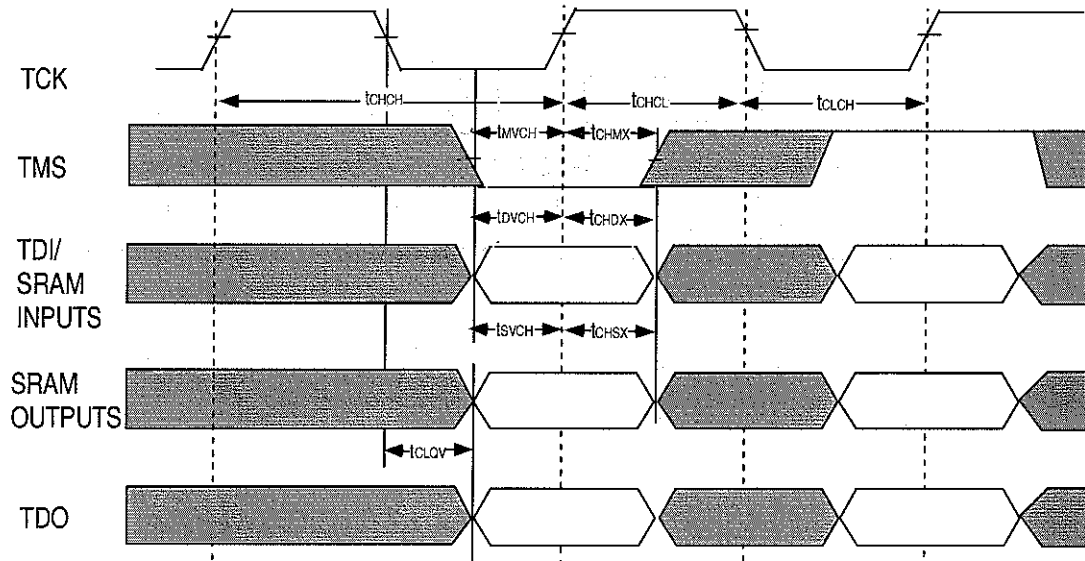 TCK
tCHCH
tCHCL
tCLCH
tMVCH
tCHMX
TMS
tDVCH
tCHDX
TDI/
SRAM
INPUTS
tSVCH
tCHSX
SRAM
OUTPUTS
tCLQV
TDO